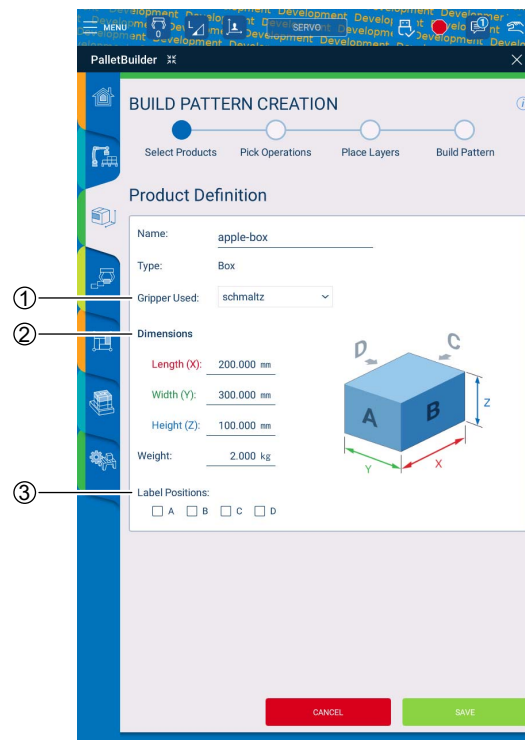 MENU
0
L
SERVO
1
PalletBuilder
BUILD PATTERN CREATION
i
Select Products Pick Operations Place Layers Build Pattern
Product Definition
Name: apple-box
Type: Box
① Gripper Used: schmaltz
② Dimensions
Length (X): 200.000 mm
Width (Y): 300.000 mm
Height (Z): 100.000 mm
Weight: 2.000 kg
D C
A B
Z
Y X
③ Label Positions:
A B C D
CANCEL SAVE